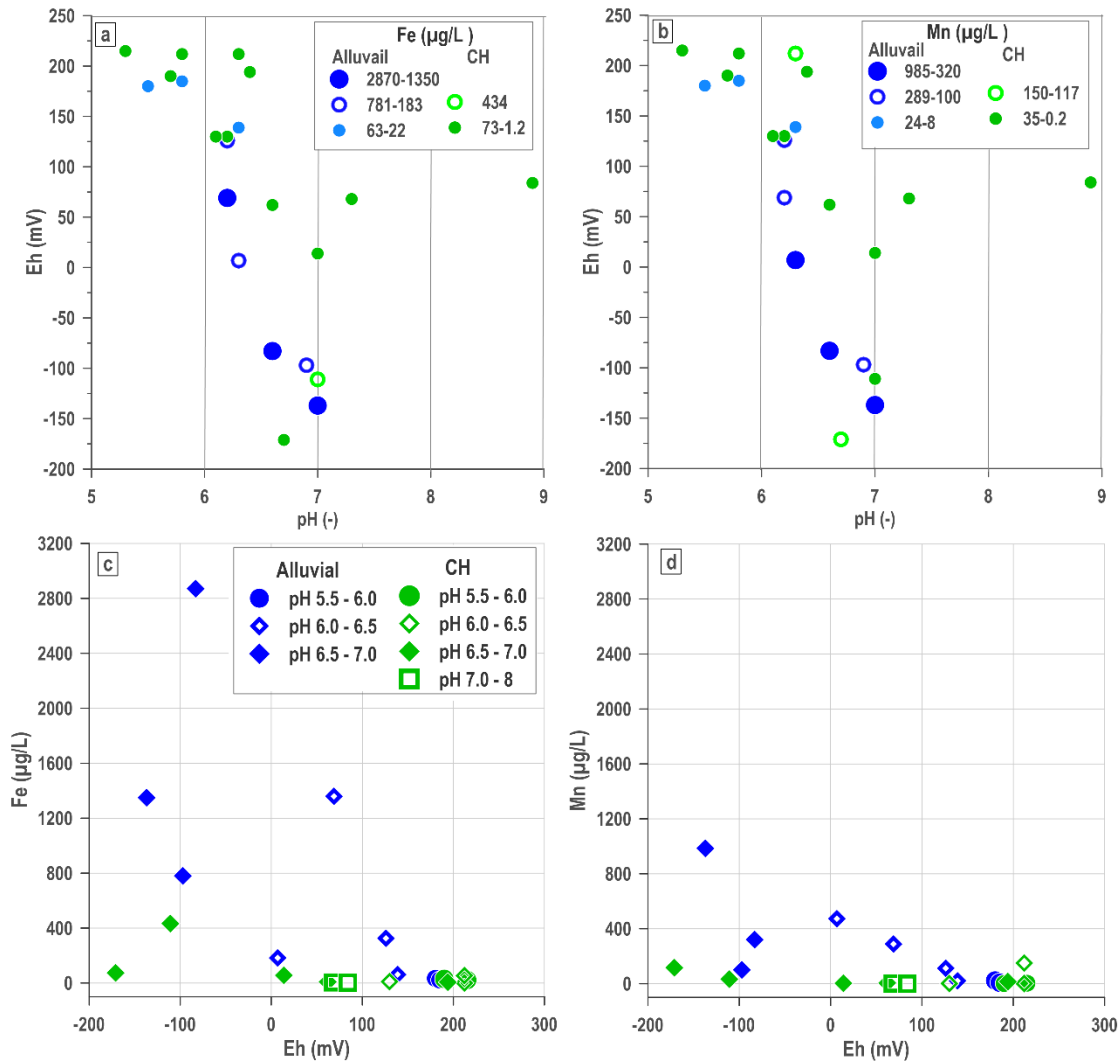 a
Fe (µg/L )
Alluvail CH
2870-1350
781-183 434
63-22 73-1.2
250
200
150
100
50
0
-50
-100
-150
-200
Eh (mV)
5 6 7 8 9
pH (-)
b
Mn (µg/L)
Alluvail CH
985-320
289-100 150-117
24-8 35-0.2
250
200
150
100
50
0
-50
-100
-150
-200
Eh (mV)
5 6 7 8 9
pH (-)
c
Alluvial CH
pH 5.5 - 6.0 pH 5.5 - 6.0
pH 6.0 - 6.5 pH 6.0 - 6.5
pH 6.5 - 7.0 pH 6.5 - 7.0
pH 7.0 - 8
3200
2800
2400
2000
1600
1200
800
400
0
Fe (µg/L)
-200 -100 0 100 200 300
Eh (mV)
d
3200
2800
2400
2000
1600
1200
800
400
0
Mn (µg/L)
-200 -100 0 100 200 300
Eh (mV)